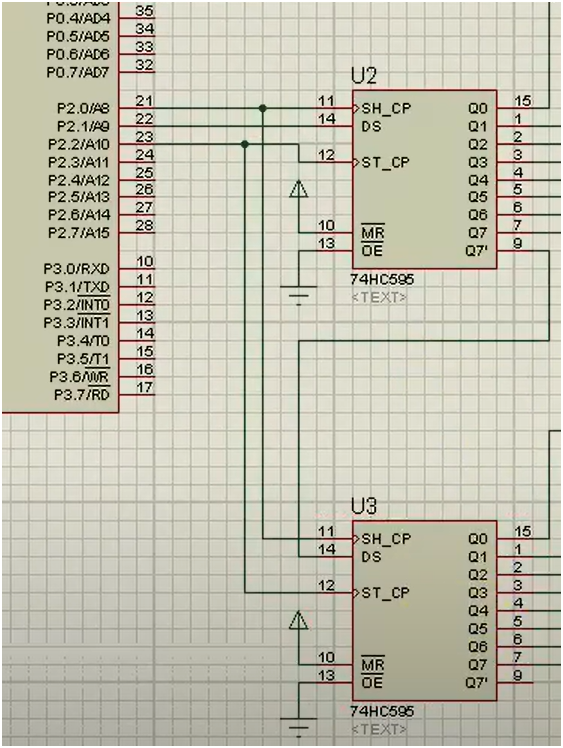 35
P0.4/AD4 34
P0.5/AD5 33
P0.6/AD6 32
P0.7/AD7
P2.0/A8 21
P2.1/A9 22
P2.2/A10 23
P2.3/A11 24
P2.4/A12 25
P2.5/A13 26
P2.6/A14 27
P2.7/A15 28
P3.0/RXD 10
P3.1/TXD 11
P3.2/INT0 12
P3.3/INT1 13
P3.4/T0 14
P3.5/T1 15
P3.6/WR 16
P3.7/RD 17
U2
11 SH_CP Q0 15
14 DS Q1 1
Q2 2
12 ST_CP Q3 3
Q4 4
Q5 5
Q6 6
10 MR Q7 7
13 OE Q7' 9
74HC595
<TEXT>
U3
11 SH_CP Q0 15
14 DS Q1 1
Q2 2
12 ST_CP Q3 3
Q4 4
Q5 5
Q6 6
10 MR Q7 7
13 OE Q7' 9
74HC595
<TEXT>